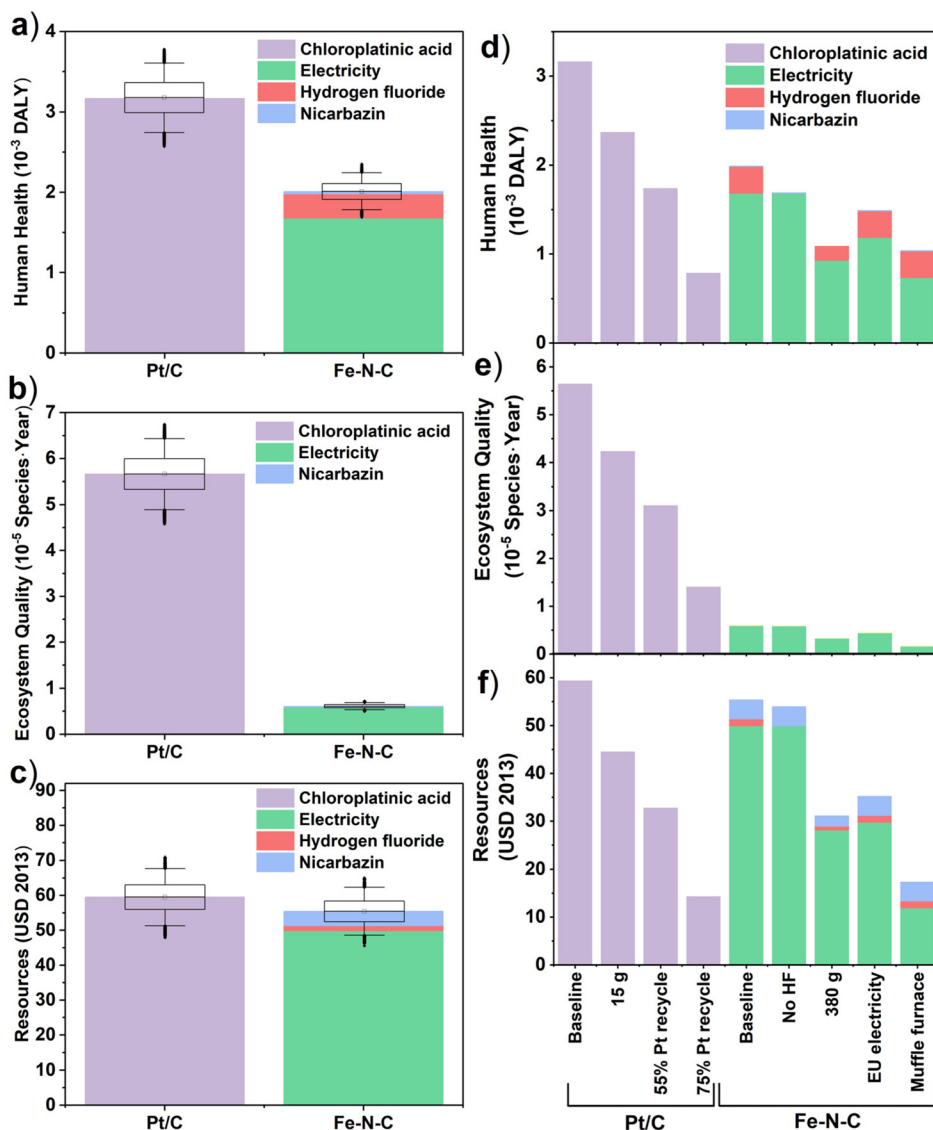 a)
Human Health (10⁻³ DALY)
4
3
2
1
0
Chloroplatinic acid
Electricity
Hydrogen fluoride
Nicarbazin
Pt/C
Fe-N-C
b)
Ecosystem Quality (10⁻⁵ Species·Year)
7
6
5
4
3
2
1
0
Chloroplatinic acid
Electricity
Nicarbazin
Pt/C
Fe-N-C
c)
Resources (USD 2013)
90
80
70
60
50
40
30
20
10
0
Chloroplatinic acid
Electricity
Hydrogen fluoride
Nicarbazin
Pt/C
Fe-N-C
d)
Human Health
(10⁻³ DALY)
3
2
1
0
Chloroplatinic acid
Electricity
Hydrogen fluoride
Nicarbazin
e)
Ecosystem Quality
(10⁻⁵ Species·Year)
6
5
4
3
2
1
0
f)
Resources
(USD 2013)
60
50
40
30
20
10
0
Baseline
15 g
55% Pt recycle
75% Pt recycle
Baseline
No HF
380 g
EU electricity
Muffle furnace
Pt/C
Fe-N-C